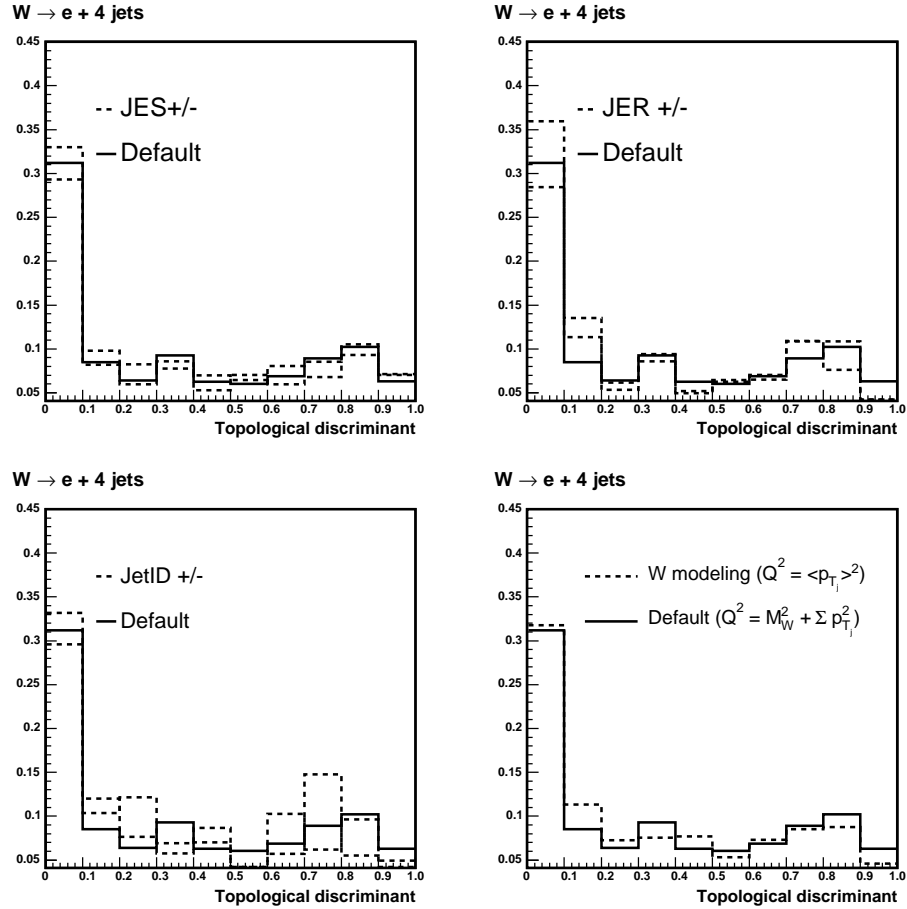 W → e + 4 jets
0.45
0.4
0.35
0.3
0.25
0.2
0.15
0.1
0.05
JES+/-
Default
0 0.1 0.2 0.3 0.4 0.5 0.6 0.7 0.8 0.9 1.0
Topological discriminant
W → e + 4 jets
0.45
0.4
0.35
0.3
0.25
0.2
0.15
0.1
0.05
JER +/-
Default
0 0.1 0.2 0.3 0.4 0.5 0.6 0.7 0.8 0.9 1.0
Topological discriminant
W → e + 4 jets
0.45
0.4
0.35
0.3
0.25
0.2
0.15
0.1
0.05
JetID +/-
Default
0 0.1 0.2 0.3 0.4 0.5 0.6 0.7 0.8 0.9 1.0
Topological discriminant
W → e + 4 jets
0.45
0.4
0.35
0.3
0.25
0.2
0.15
0.1
0.05
W modeling (Q² = <p_{T_j}>²)
Default (Q² = M_W² + Σ p_{T_j}²)
0 0.1 0.2 0.3 0.4 0.5 0.6 0.7 0.8 0.9 1.0
Topological discriminant